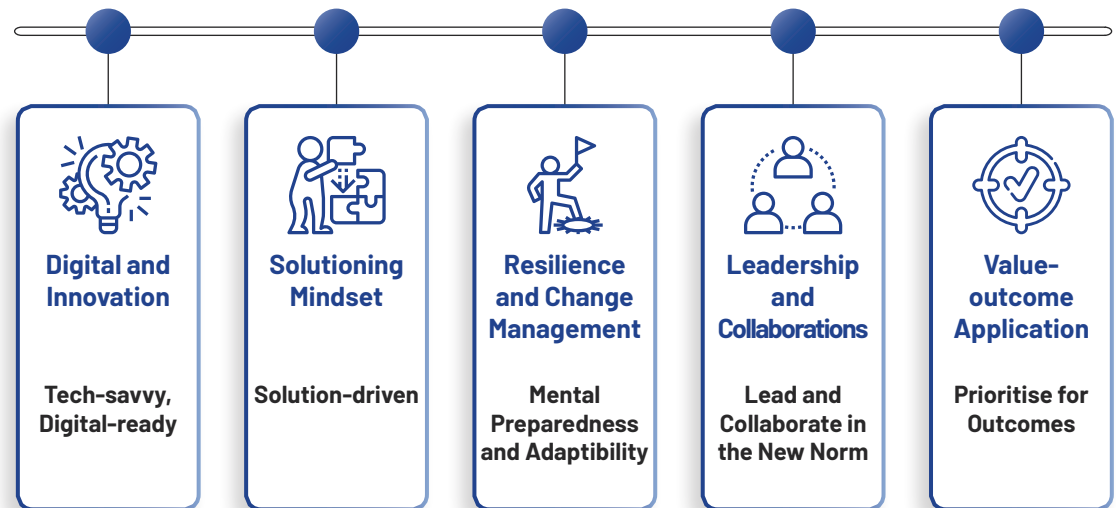 Digital and
Innovation
Tech-savvy,
Digital-ready
Solutioning
Mindset
Solution-driven
Resilience
and Change
Management
Mental
Preparedness
and Adaptibility
Leadership
and
Collaborations
Lead and
Collaborate in
the New Norm
Value-
outcome
Application
Prioritise for
Outcomes